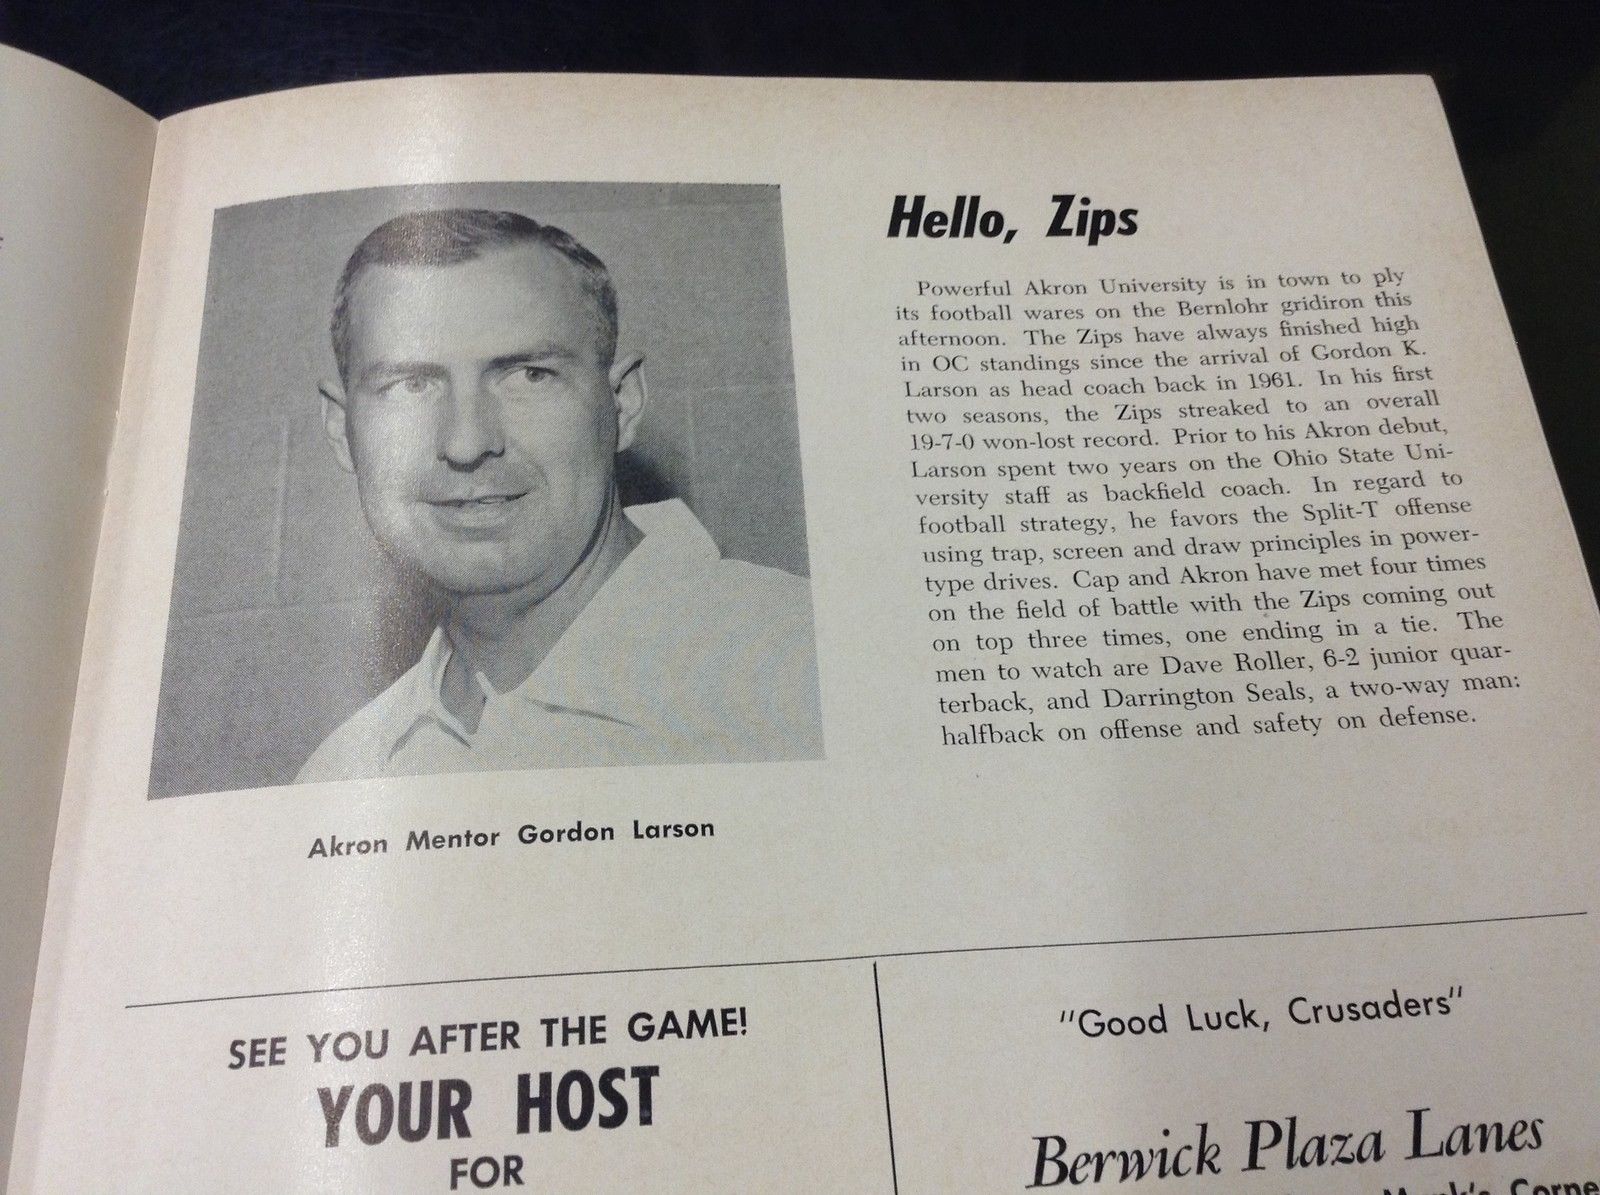 Hello, Zips
Powerful Akron University is in town to ply
its football wares on the Bernlohr gridiron this
afternoon. The Zips have always finished high
in OC standings since the arrival of Gordon K.
Larson as head coach back in 1961. In his first
two seasons, the Zips streaked to an overall
19-7-0 won-lost record. Prior to his Akron debut,
Larson spent two years on the Ohio State Uni-
versity staff as backfield coach. In regard to
football strategy, he favors the Split-T offense
using trap, screen and draw principles in power-
type drives. Cap and Akron have met four times
on the field of battle with the Zips coming out
on top three times, one ending in a tie. The
men to watch are Dave Roller, 6-2 junior quar-
terback, and Darrington Seals, a two-way man:
halfback on offense and safety on defense.
Akron Mentor Gordon Larson
SEE YOU AFTER THE GAME!
YOUR HOST
FOR
"Good Luck, Crusaders"
Berwick Plaza Lanes